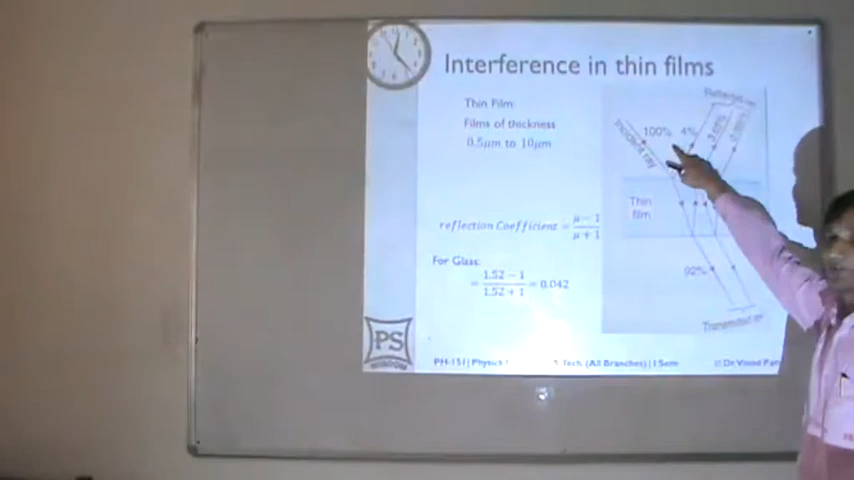 Interference in thin films
Thin Film:
Films of thickness
0.5μm to 10μm
reflection Coefficient = μ − 1
μ + 1
For Glass:
= 1.52 − 1
1.52 + 1 = 0.042
Incident ray
100%
4%
Thin
film
92%
Transmitted ray
PS
WISDOM
PH-151|Physics
Tech. (All Branches)|I Sem